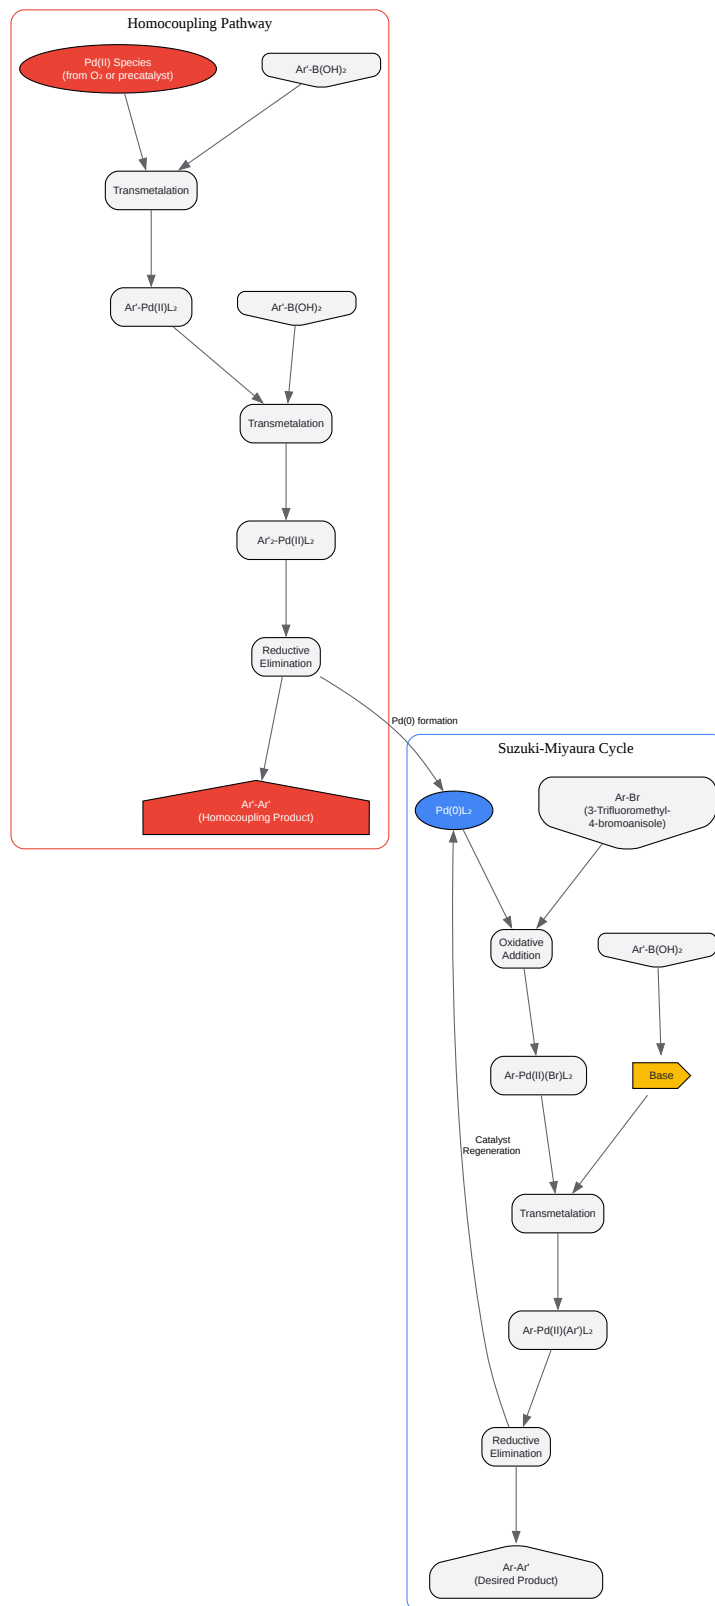 Homocoupling Pathway
Pd(II) Species
(from O₂ or precatalyst)
Ar'-B(OH)₂
Transmetalation
Ar'-Pd(II)L₂
Ar'-B(OH)₂
Transmetalation
Ar'₂-Pd(II)L₂
Reductive
Elimination
Pd(0) formation
Ar'-Ar'
(Homocoupling Product)
Suzuki-Miyaura Cycle
Pd(0)L₂
Ar-Br
(3-Trifluoromethyl-
4-bromoanisole)
Oxidative
Addition
Ar'-B(OH)₂
Ar-Pd(II)(Br)L₂
Base
Catalyst
Regeneration
Transmetalation
Ar-Pd(II)(Ar')L₂
Reductive
Elimination
Ar-Ar'
(Desired Product)